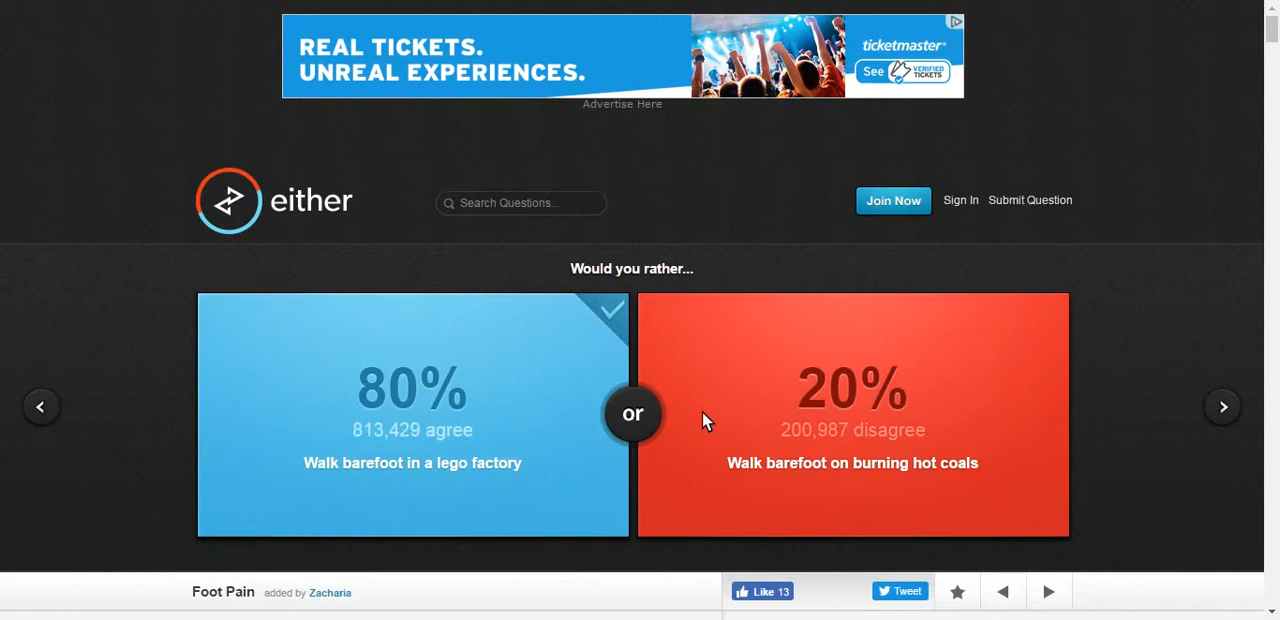 REAL TICKETS.
UNREAL EXPERIENCES.
ticketmaster®
See VERIFIED TICKETS
Advertise Here
either
Search Questions...
Join Now
Sign In
Submit Question
Would you rather...
80%
813,429 agree
Walk barefoot in a lego factory
or
20%
200,987 disagree
Walk barefoot on burning hot coals
Foot Pain added by Zacharia
Like 13
Tweet